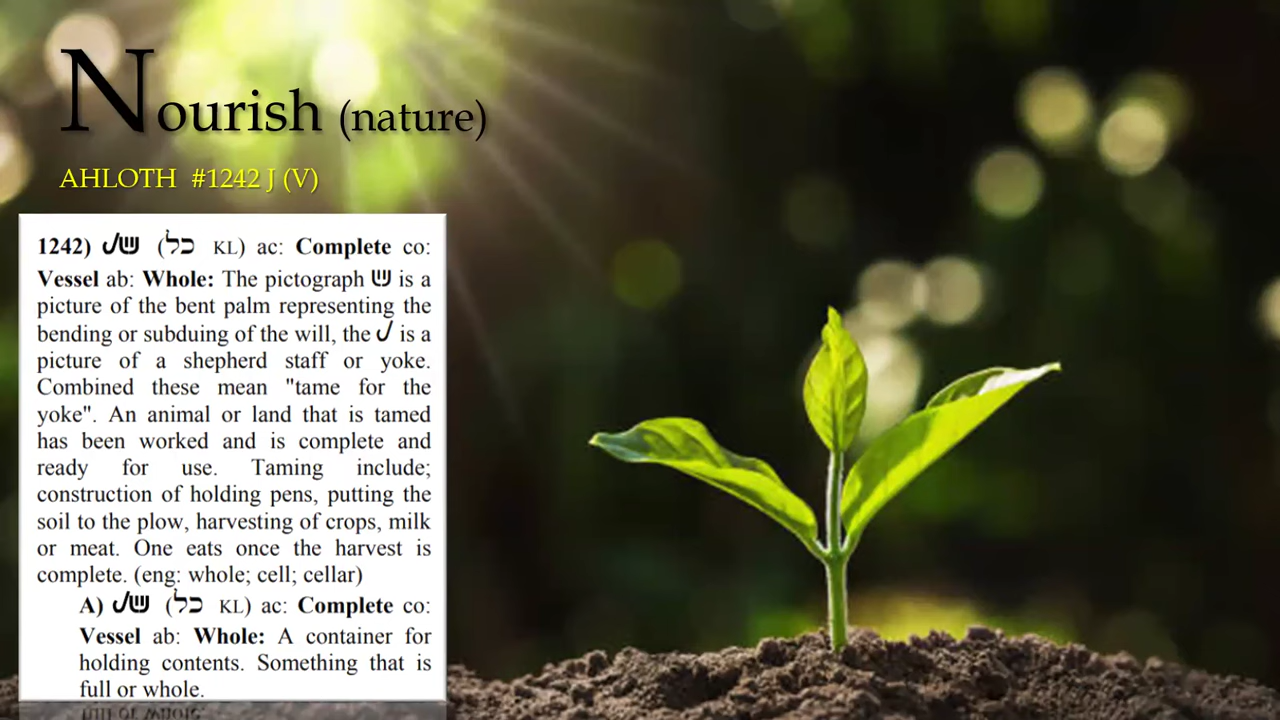 Nourish (nature)
AHLOTH #1242 J (V)
1242) (כל KL) ac: Complete co:
Vessel ab: Whole: The pictograph is a
picture of the bent palm representing the
bending or subduing of the will, the is a
picture of a shepherd staff or yoke.
Combined these mean "tame for the
yoke". An animal or land that is tamed
has been worked and is complete and
ready for use. Taming include;
construction of holding pens, putting the
soil to the plow, harvesting of crops, milk
or meat. One eats once the harvest is
complete. (eng: whole; cell; cellar)
A) (כל KL) ac: Complete co:
Vessel ab: Whole: A container for
holding contents. Something that is
full or whole.